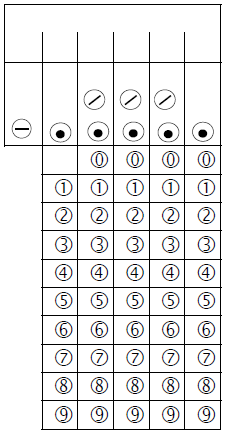 ⊘ ⊘ ⊘
⊖ ⊙ ⊙ ⊙ ⊙ ⊙ ⊙
⓪ ⓪ ⓪ ⓪
① ① ① ① ①
② ② ② ② ②
③ ③ ③ ③ ③
④ ④ ④ ④ ④
⑤ ⑤ ⑤ ⑤ ⑤
⑥ ⑥ ⑥ ⑥ ⑥
⑦ ⑦ ⑦ ⑦ ⑦
⑧ ⑧ ⑧ ⑧ ⑧
⑨ ⑨ ⑨ ⑨ ⑨